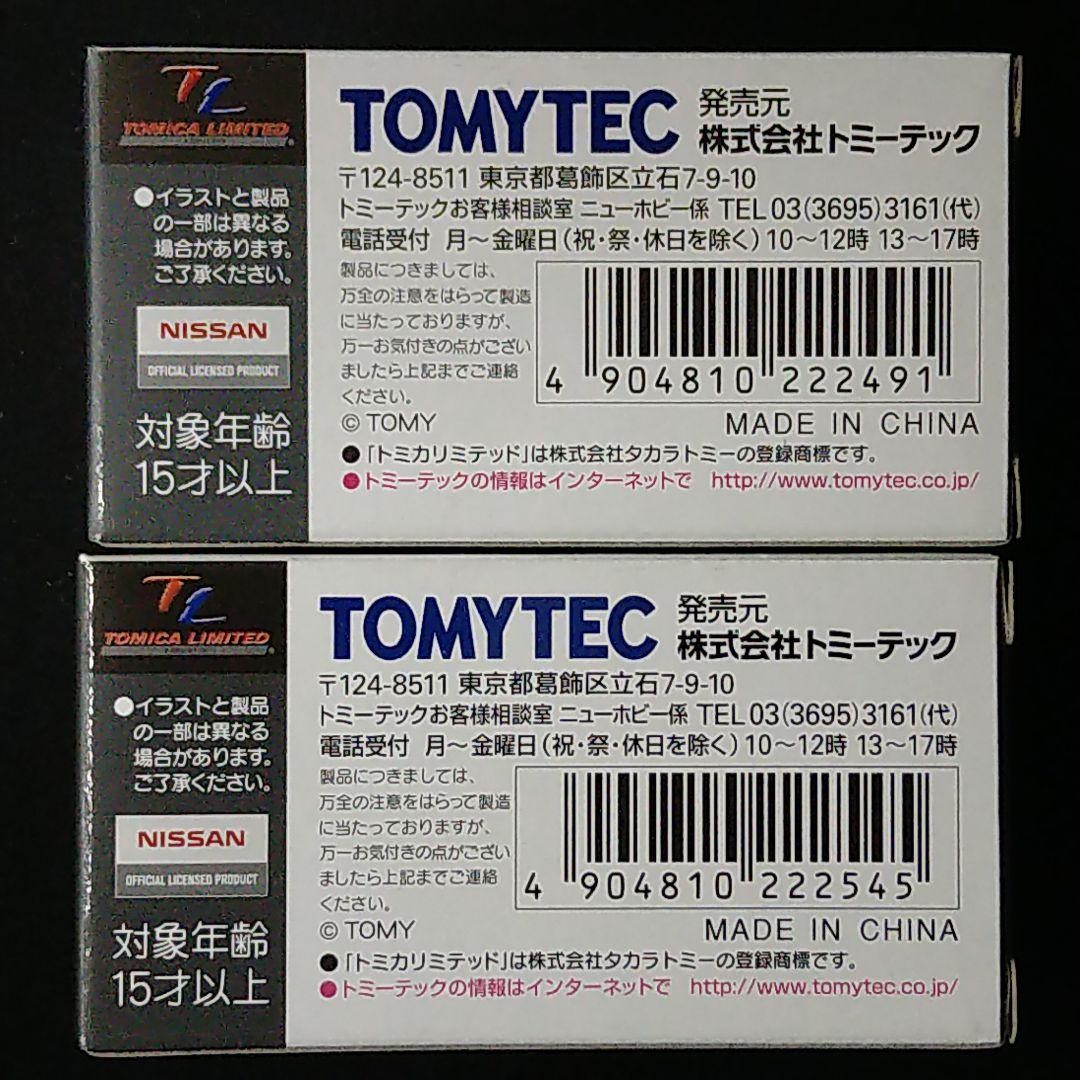 TL
TOMICA LIMITED
●イラストと製品
の一部は異なる
場合があります。
ご了承ください。
NISSAN
OFFICIAL LICENSED PRODUCT
対象年齢
15才以上
TOMYTEC 発売元
株式会社トミーテック
〒124-8511 東京都葛飾区立石7-9-10
トミーテックお客様相談室 ニューホビー係 TEL 03(3695)3161(代)
電話受付 月～金曜日(祝・祭・休日を除く)10～12時 13～17時
製品につきましては、
万全の注意をはらって製造
に当たっておりますが、
万一お気付きの点がござい
ましたら上記までご連絡
ください。
4 904810 222491
© TOMY MADE IN CHINA
●「トミカリミテッド」は株式会社タカラトミーの登録商標です。
●トミーテックの情報はインターネットで http://www.tomytec.co.jp/
TL
TOMICA LIMITED
●イラストと製品
の一部は異なる
場合があります。
ご了承ください。
NISSAN
OFFICIAL LICENSED PRODUCT
対象年齢
15才以上
TOMYTEC 発売元
株式会社トミーテック
〒124-8511 東京都葛飾区立石7-9-10
トミーテックお客様相談室 ニューホビー係 TEL 03(3695)3161(代)
電話受付 月～金曜日(祝・祭・休日を除く)10～12時 13～17時
製品につきましては、
万全の注意をはらって製造
に当たっておりますが、
万一お気付きの点がござい
ましたら上記までご連絡
ください。
4 904810 222545
© TOMY MADE IN CHINA
●「トミカリミテッド」は株式会社タカラトミーの登録商標です。
●トミーテックの情報はインターネットで http://www.tomytec.co.jp/